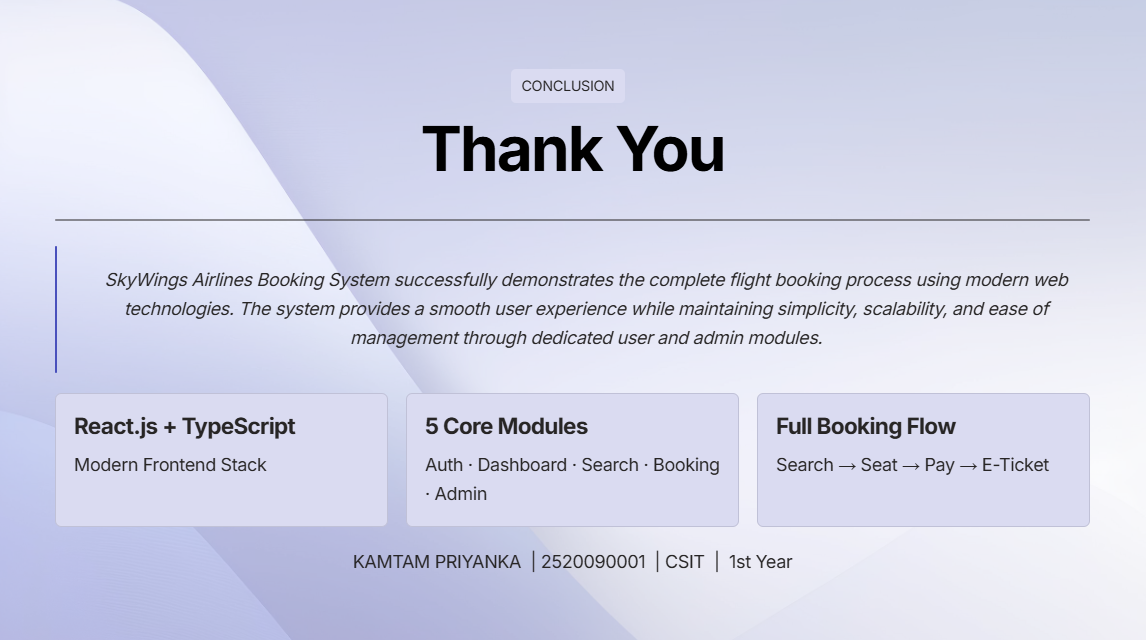 CONCLUSION
Thank You
SkyWings Airlines Booking System successfully demonstrates the complete flight booking process using modern web
technologies. The system provides a smooth user experience while maintaining simplicity, scalability, and ease of
management through dedicated user and admin modules.
React.js + TypeScript
Modern Frontend Stack
5 Core Modules
Auth · Dashboard · Search · Booking
· Admin
Full Booking Flow
Search → Seat → Pay → E-Ticket
KAMTAM PRIYANKA | 2520090001 | CSIT | 1st Year